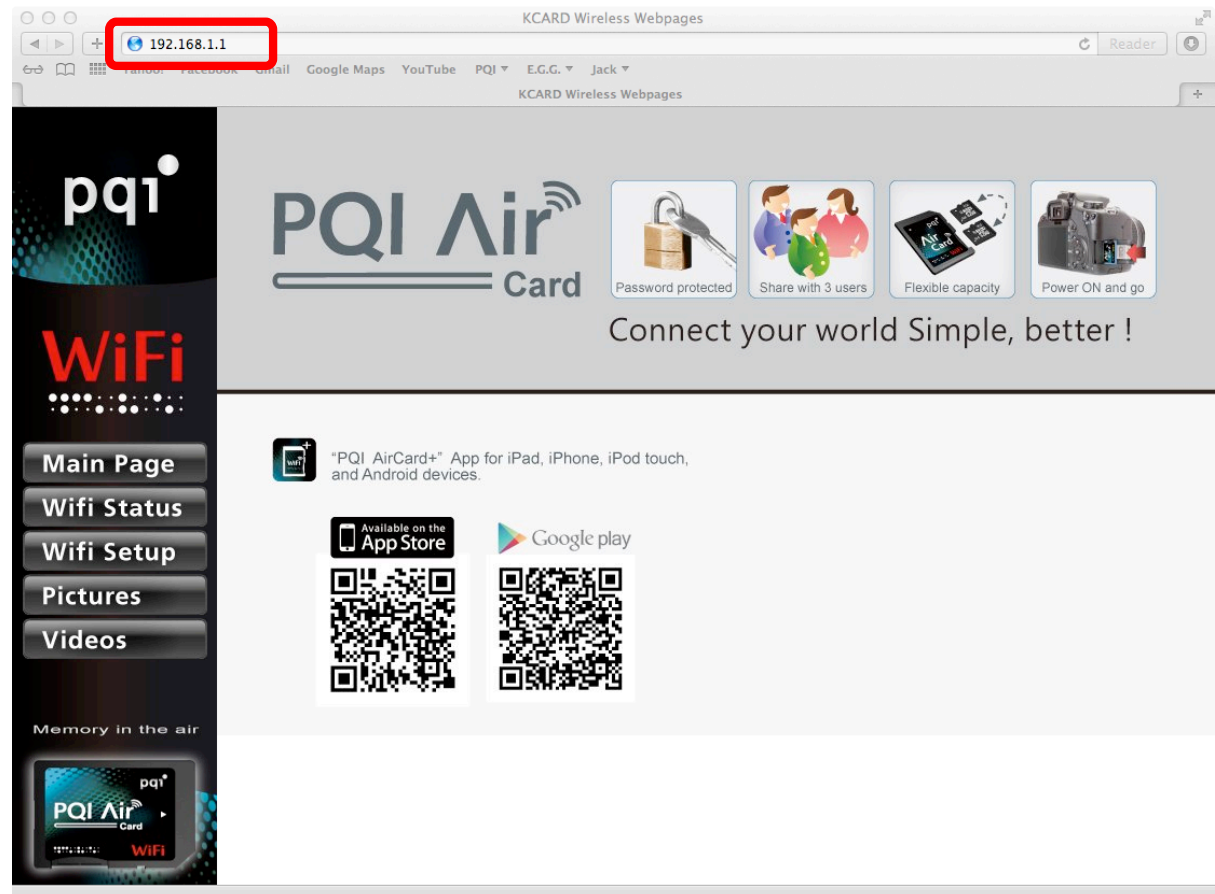 KCARD Wireless Webpages
192.168.1.1
Reader
Yahoo! Facebook Gmail Google Maps YouTube PQI E.G.G. Jack
KCARD Wireless Webpages
pqi
WiFi
Main Page
Wifi Status
Wifi Setup
Pictures
Videos
Memory in the air
pqi
PQI Air
Card
WiFi
PQI Air
Card
Password protected
Share with 3 users
Flexible capacity
Power ON and go
Connect your world Simple, better !
"PQI AirCard+" App for iPad, iPhone, iPod touch,
and Android devices.
Available on the
App Store
Google play